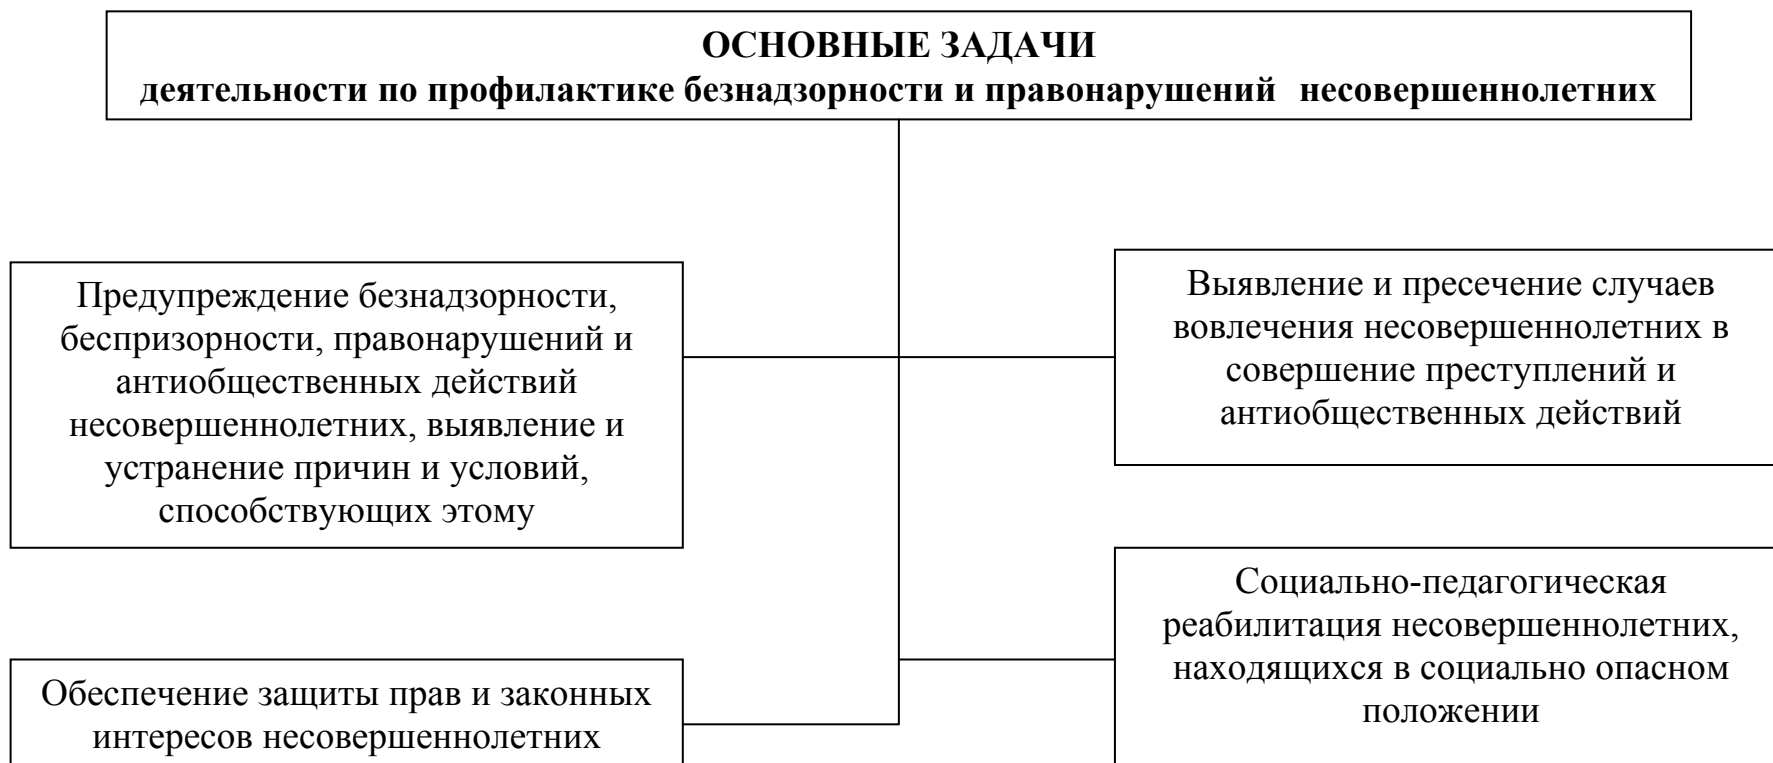 ОСНОВНЫЕ ЗАДАЧИ
деятельности по профилактике безнадзорности и правонарушений несовершеннолетних
Предупреждение безнадзорности,
беспризорности, правонарушений и
антиобщественных действий
несовершеннолетних, выявление и
устранение причин и условий,
способствующих этому
Выявление и пресечение случаев
вовлечения несовершеннолетних в
совершение преступлений и
антиобщественных действий
Обеспечение защиты прав и законных
интересов несовершеннолетних
Социально-педагогическая
реабилитация несовершеннолетних,
находящихся в социально опасном
положении